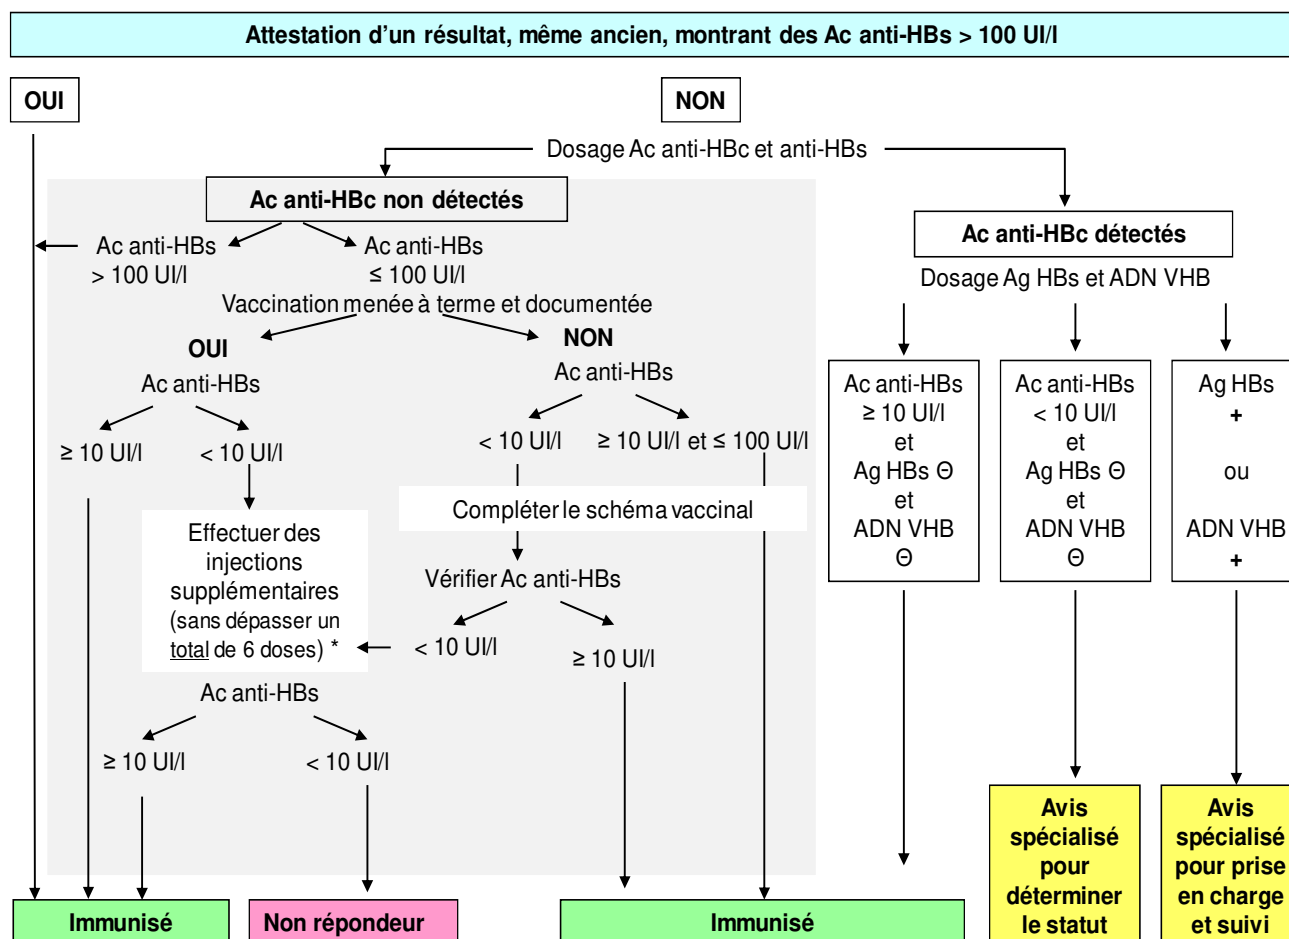 Attestation d’un résultat, même ancien, montrant des Ac anti-HBs > 100 UI/l
OUI
NON
Dosage Ac anti-HBc et anti-HBs
Ac anti-HBc non détectés
Ac anti-HBs
> 100 UI/l
Ac anti-HBs
≤ 100 UI/l
Vaccination menée à terme et documentée
OUI
Ac anti-HBs
≥ 10 UI/l
< 10 UI/l
Effectuer des
injections
supplémentaires
(sans dépasser un
total de 6 doses) *
Ac anti-HBs
≥ 10 UI/l
< 10 UI/l
NON
Ac anti-HBs
< 10 UI/l
≥ 10 UI/l et ≤ 100 UI/l
Compléter le schéma vaccinal
Vérifier Ac anti-HBs
< 10 UI/l
≥ 10 UI/l
Ac anti-HBc détectés
Dosage Ag HBs et ADN VHB
Ac anti-HBs
≥ 10 UI/l
et
Ag HBs Θ
et
ADN VHB
Θ
Ac anti-HBs
< 10 UI/l
et
Ag HBs Θ
et
ADN VHB
Θ
Ag HBs
+
ou
ADN VHB
+
Immunisé
Non répondeur
Immunisé
Avis
spécialisé
pour
déterminer
le statut
Avis
spécialisé
pour prise
en charge
et suivi